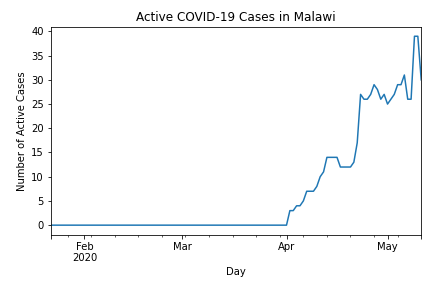 Active COVID-19 Cases in Malawi
Number of Active Cases
40
35
30
25
20
15
10
5
0
Feb
2020
Mar
Apr
May
Day